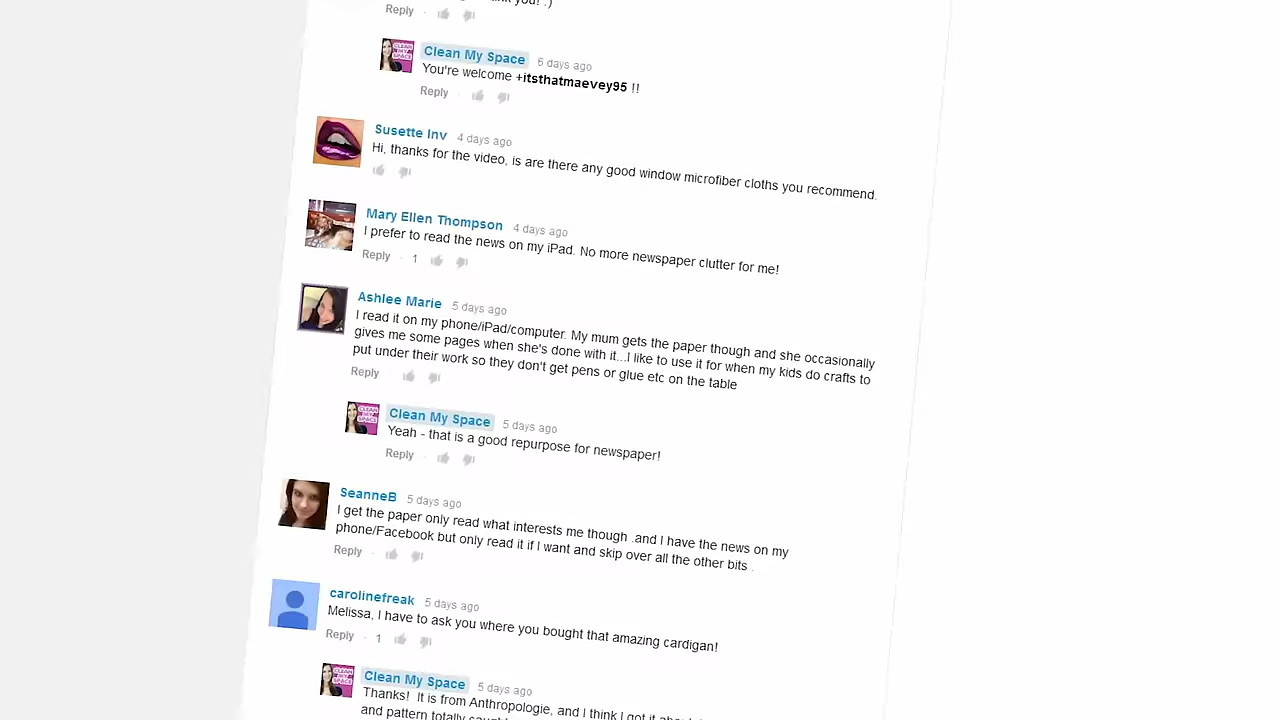 Reply
Clean My Space 6 days ago
You're welcome +itsthatmaevey95 !!
Reply
Susette Inv 4 days ago
Hi, thanks for the video, is are there any good window microfiber cloths you recommend.
Mary Ellen Thompson 4 days ago
I prefer to read the news on my iPad. No more newspaper clutter for me!
Reply · 1
Ashlee Marie 5 days ago
I read it on my phone/iPad/computer. My mum gets the paper though and she occasionally
gives me some pages when she's done with it...I like to use it for when my kids do crafts to
put under their work so they don't get pens or glue etc on the table
Reply
CLEAN MY SPACE
Clean My Space 5 days ago
Yeah - that is a good repurpose for newspaper!
Reply
SeanneB 5 days ago
I get the paper only read what interests me though .and I have the news on my
phone/Facebook but only read it if I want and skip over all the other bits .
Reply
carolinefreak 5 days ago
Melissa, I have to ask you where you bought that amazing cardigan!
Reply · 1
CLEAN MY SPACE
Clean My Space 5 days ago
Thanks! It is from Anthropologie, and I think I got it
and pattern totally